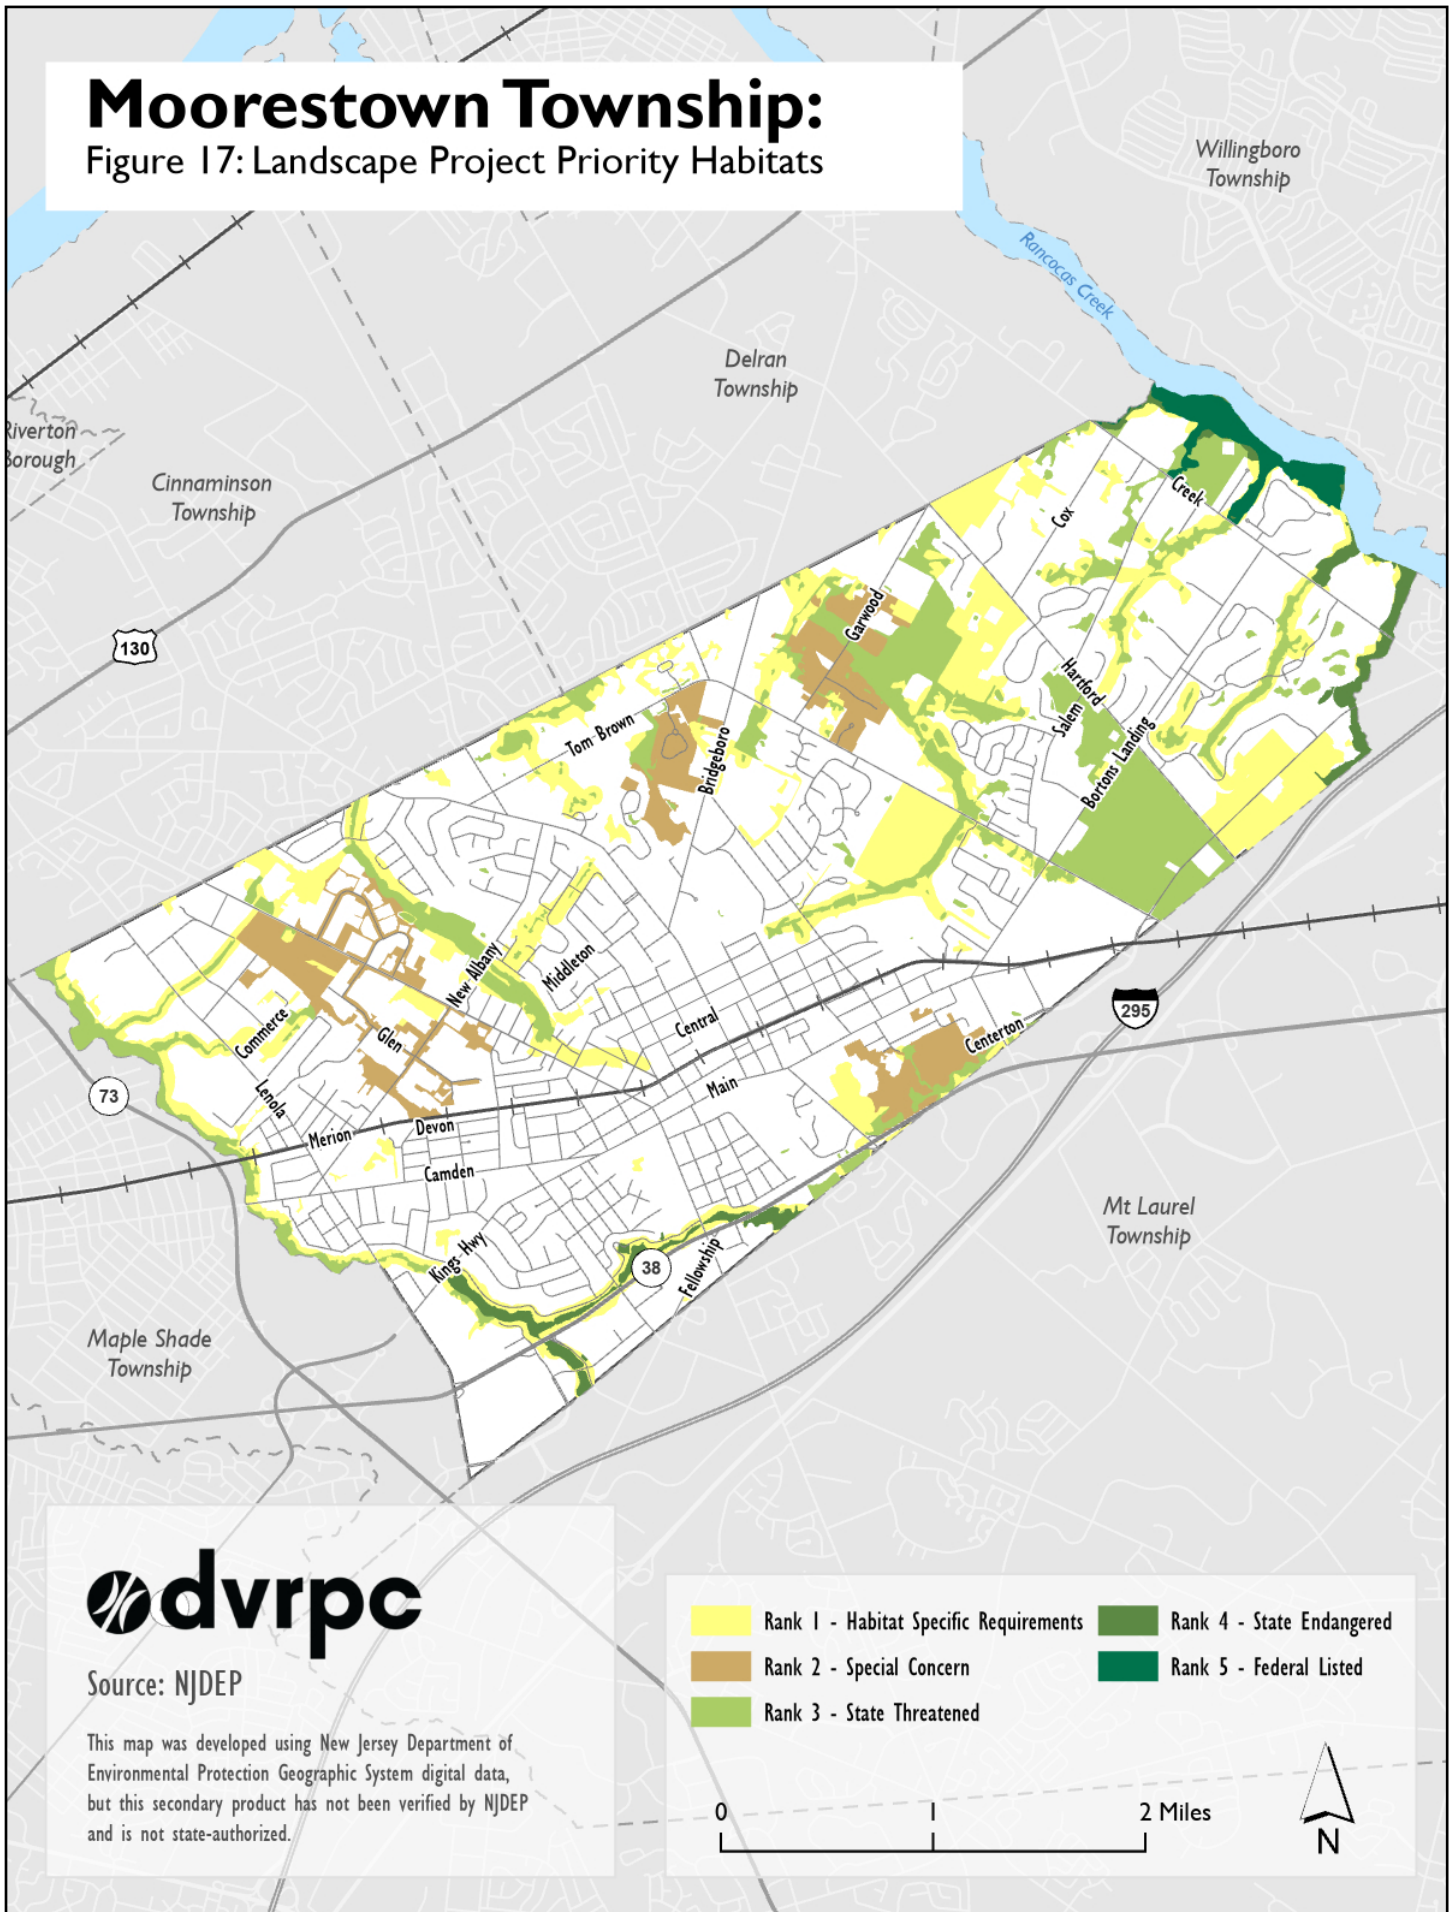 Moorestown Township:
Figure 17: Landscape Project Priority Habitats
Willingboro
Township
Rancocas Creek
Delran
Township
Riverton
Borough
Cinnaminson
Township
130
Creek
Cox
Garwood
Hartford
Salem
Bortons Landing
Tom Brown
Bridgeboro
New Albany
Middleton
Commerce
Glen
Central
Centerton
295
73
Lenola
Main
Merion
Devon
Camden
Mt Laurel
Township
Kings Hwy
38
Fellowship
Maple Shade
Township
dvrpc
Source: NJDEP
This map was developed using New Jersey Department of
Environmental Protection Geographic System digital data,
but this secondary product has not been verified by NJDEP
and is not state-authorized.
Rank 1 - Habitat Specific Requirements
Rank 2 - Special Concern
Rank 3 - State Threatened
Rank 4 - State Endangered
Rank 5 - Federal Listed
0 1 2 Miles
N